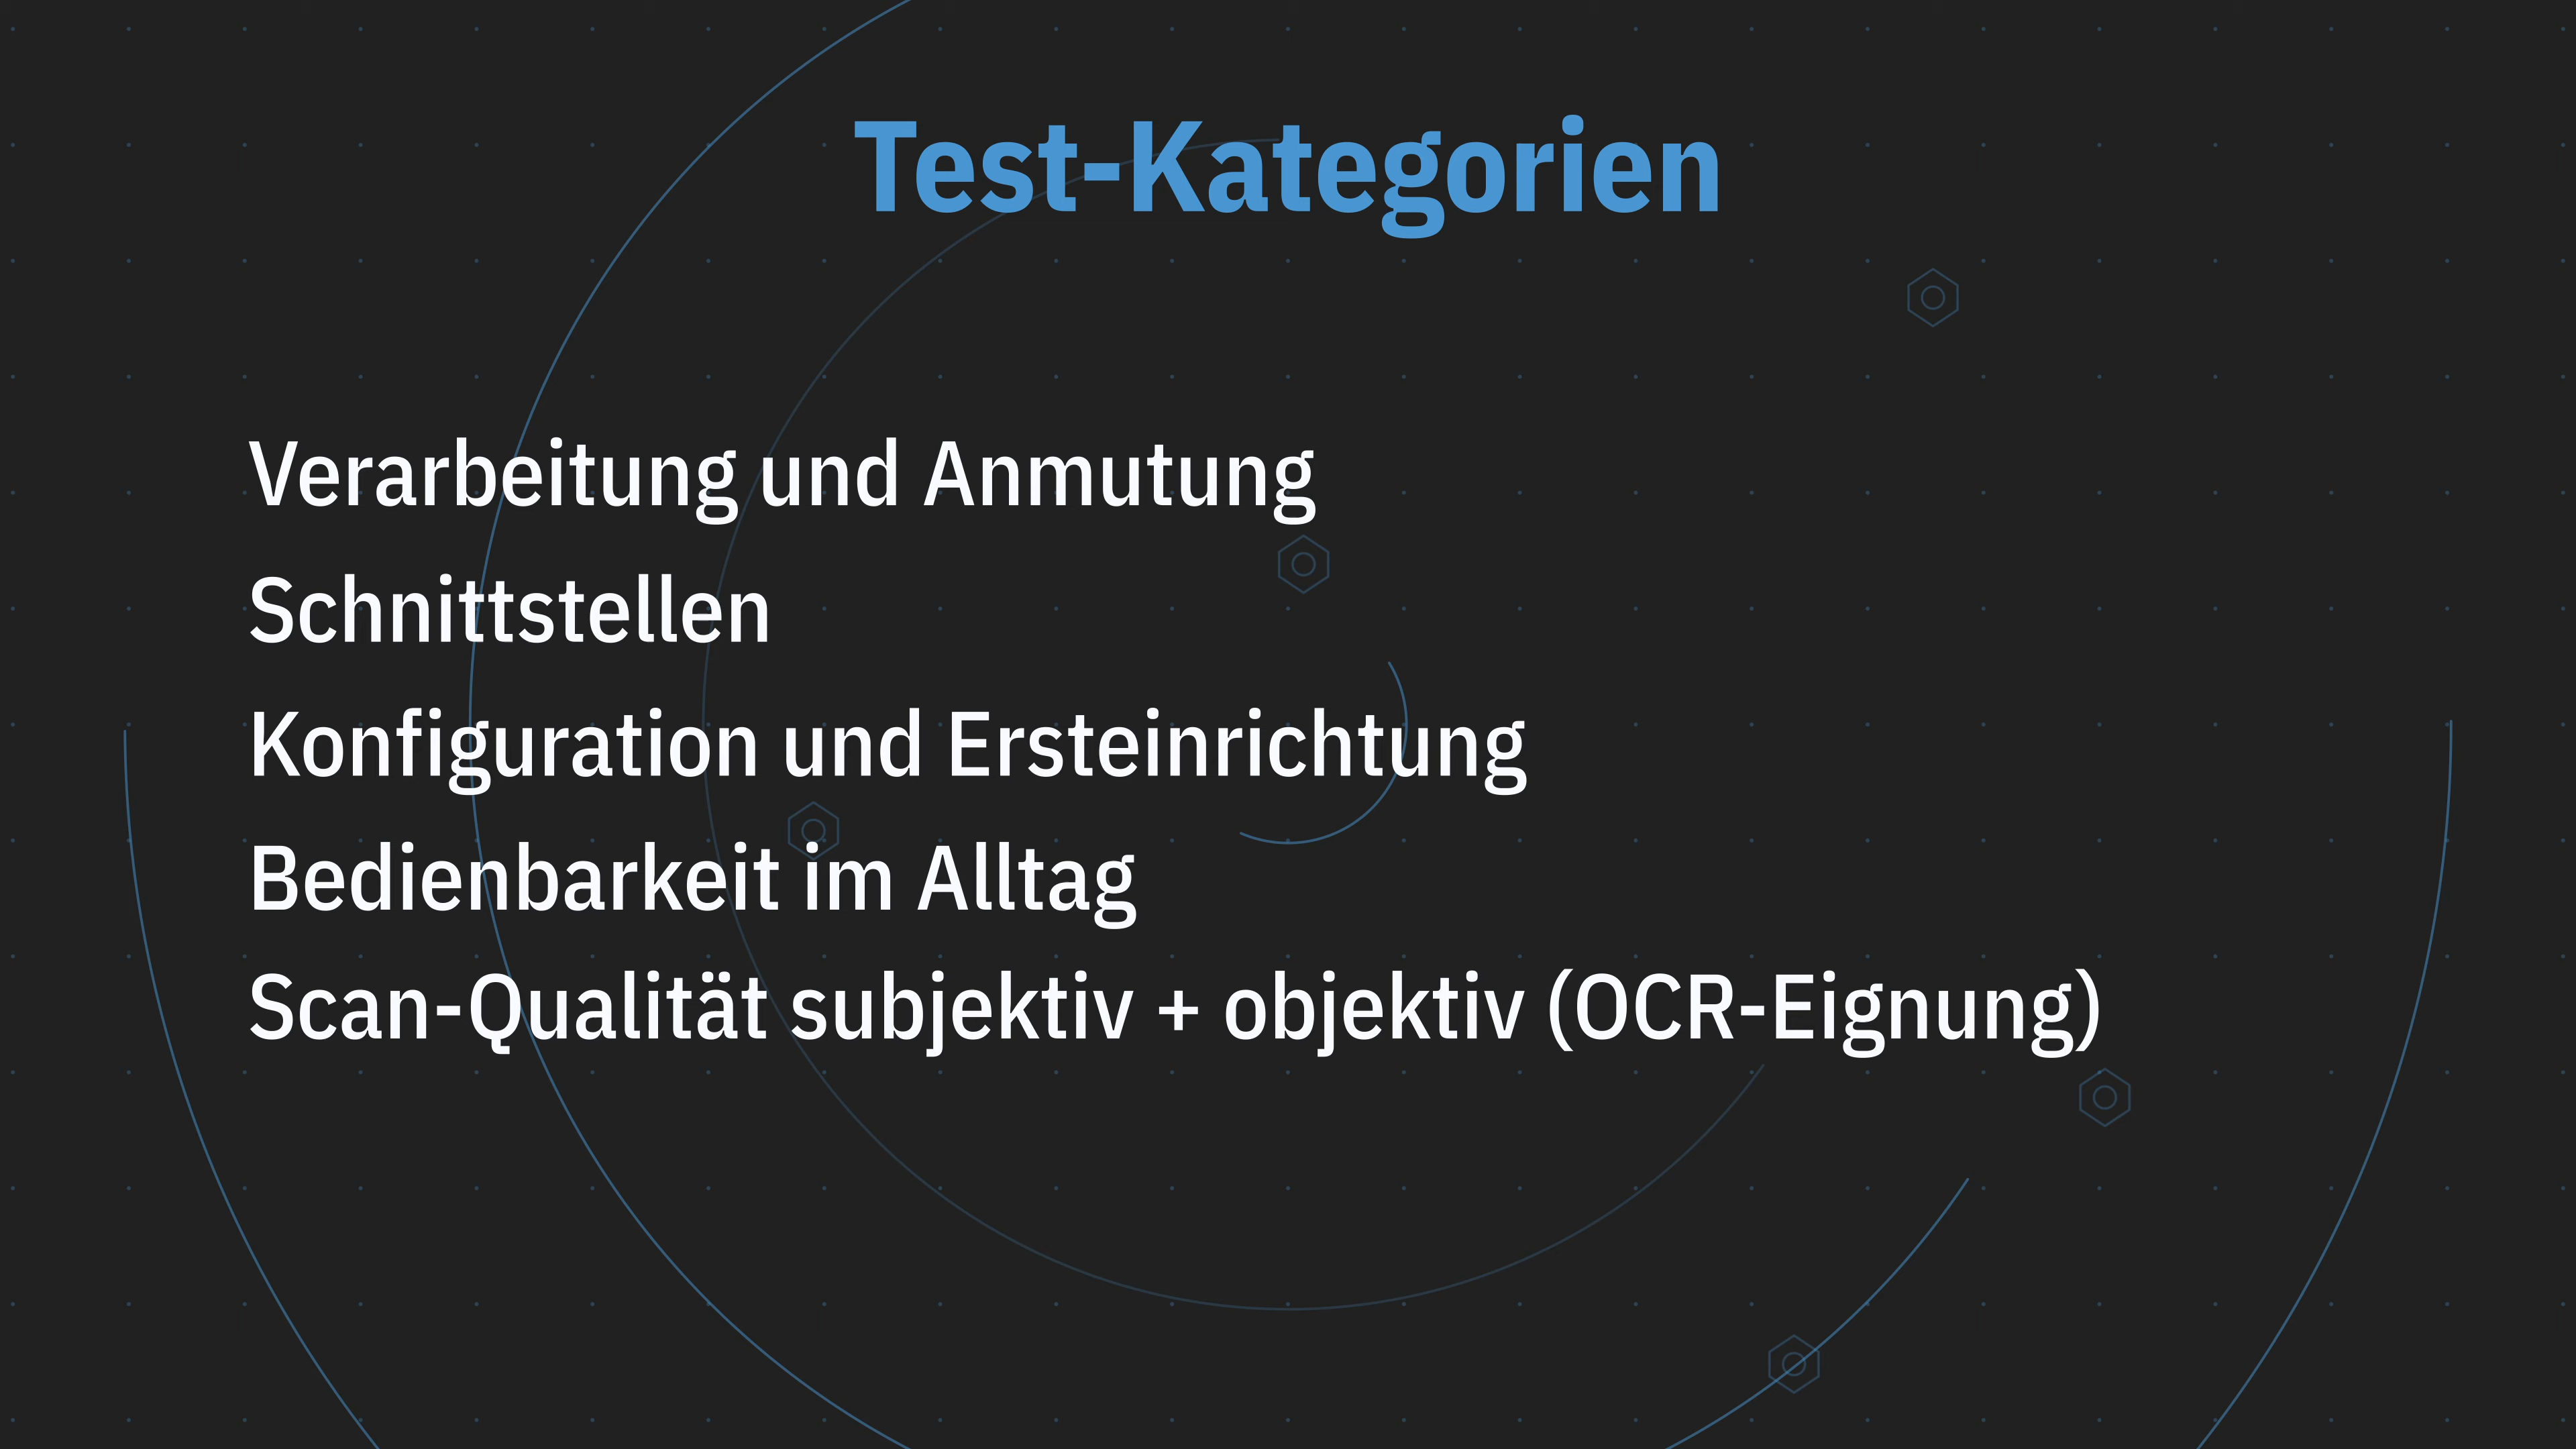 Test-Kategorien
Verarbeitung und Anmutung
Schnittstellen
Konfiguration und Ersteinrichtung
Bedienbarkeit im Alltag
Scan-Qualität subjektiv + objektiv (OCR-Eignung)